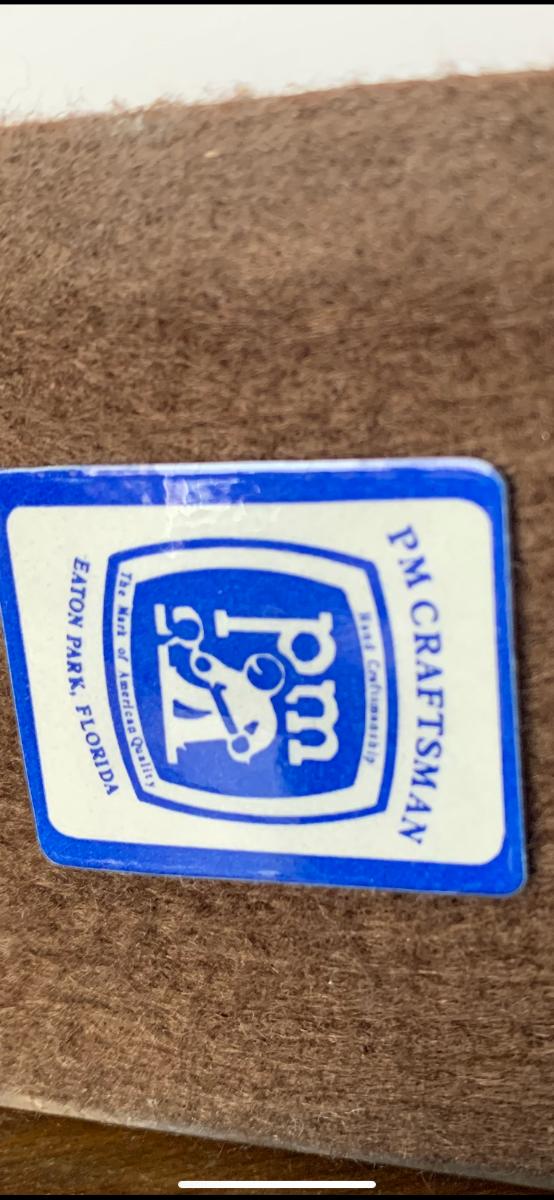 PM CRAFTSMAN
Hand Craftsmanship
pm
The Mark of American Quality
EATON PARK, FLORIDA